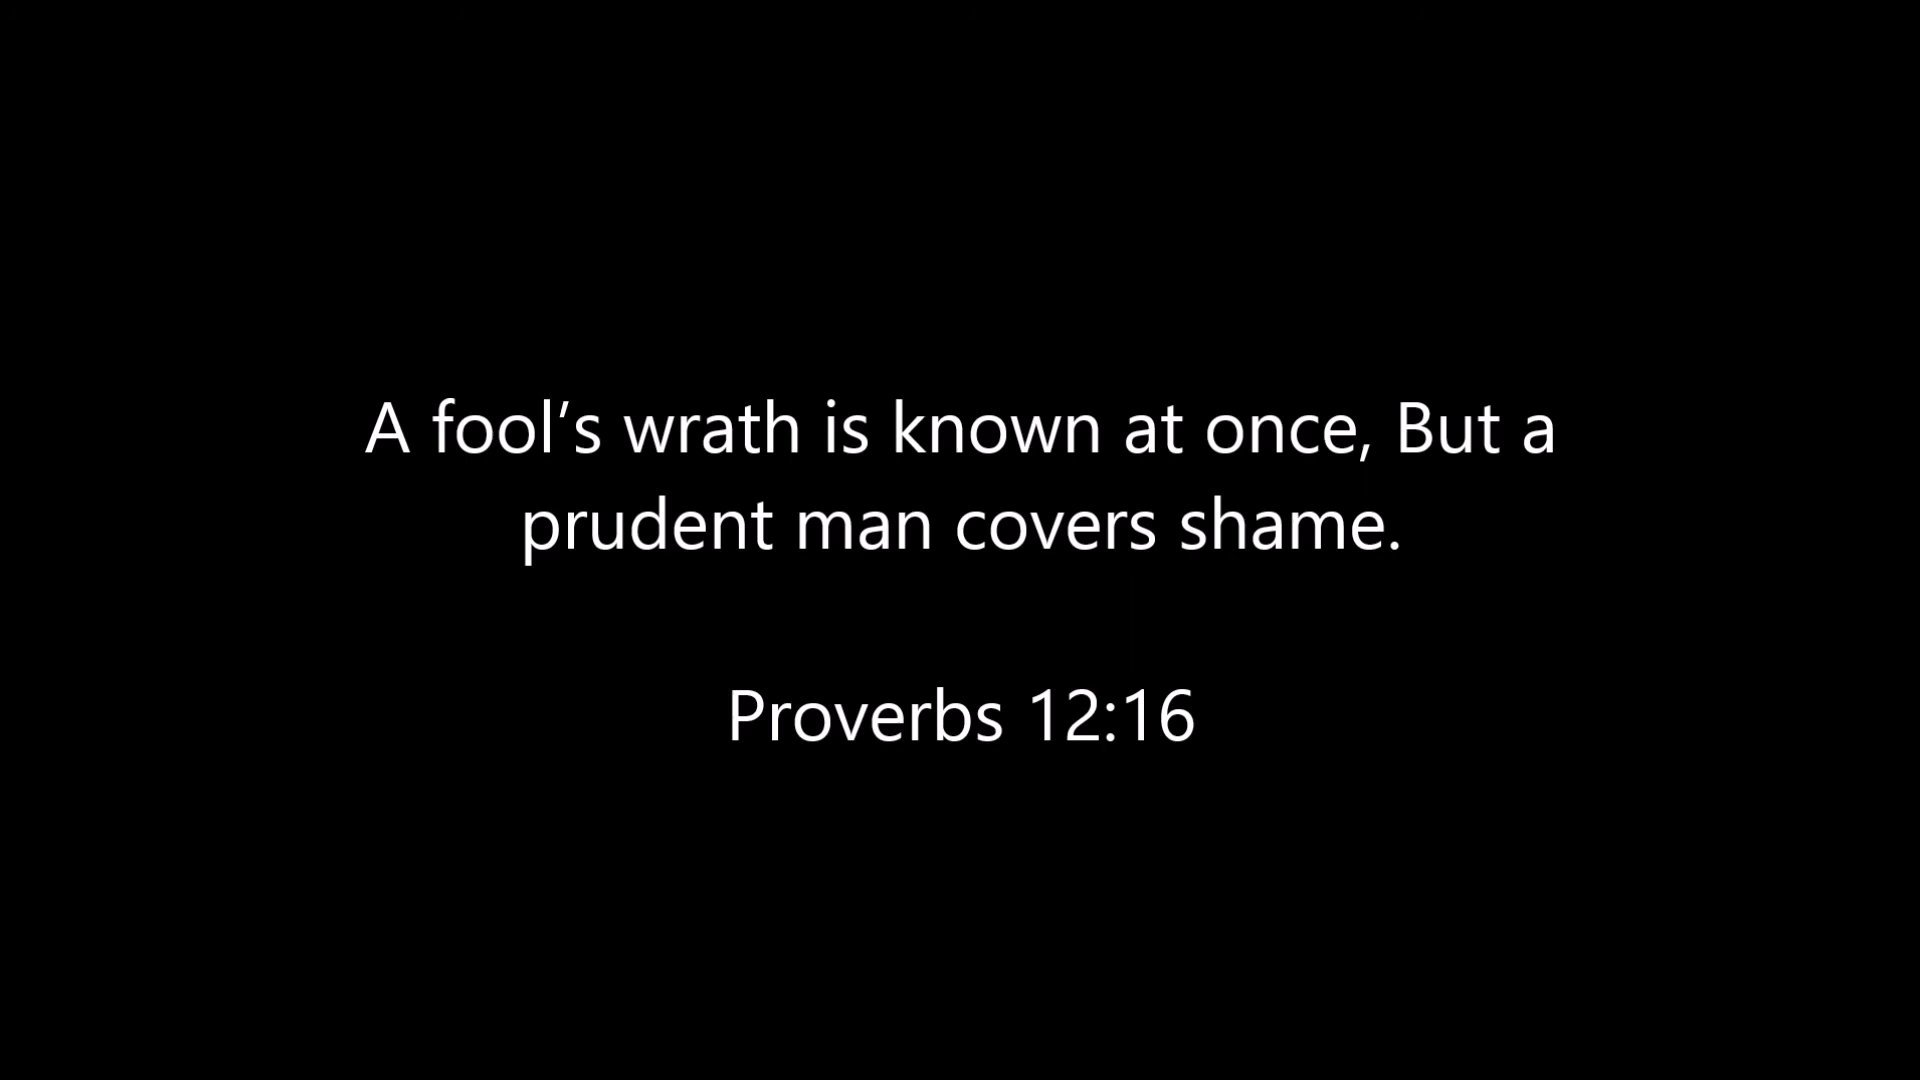 A fool’s wrath is known at once, But a
prudent man covers shame.
Proverbs 12:16